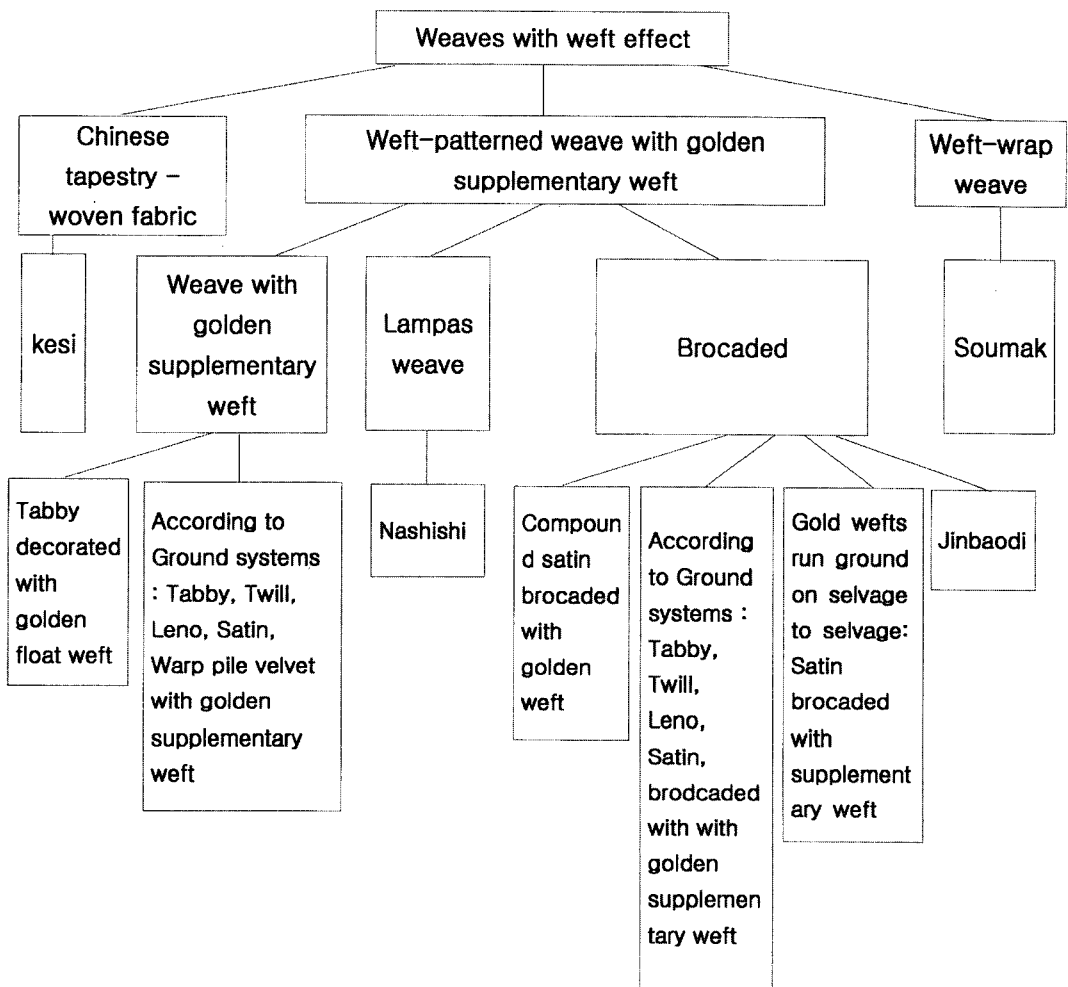 Weaves with weft effect
Chinese
tapestry -
woven fabric
Weft-patterned weave with golden
supplementary weft
Weft-wrap
weave
kesi
Weave with
golden
supplementary
weft
Lampas
weave
Brocaded
Soumak
Tabby
decorated
with
golden
float weft
According to
Ground systems
: Tabby, Twill,
Leno, Satin,
Warp pile velvet
with golden
supplementary
weft
Nashishi
Compoun
d satin
brocaded
with
golden
weft
According
to Ground
systems :
Tabby,
Twill,
Leno,
Satin,
brodcaded
with with
golden
supplemen
tary weft
Gold wefts
run ground
on selvage
to selvage:
Satin
brocaded
with
supplement
ary weft
Jinbaodi